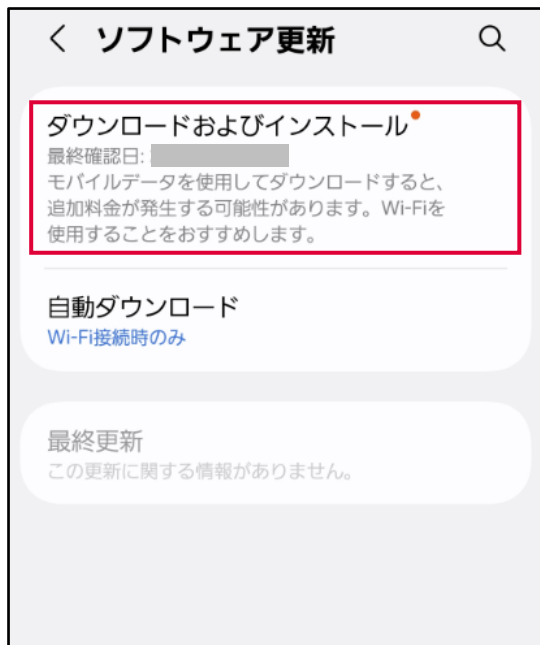 ソフトウェア更新
ダウンロードおよびインストール
最終確認日:
モバイルデータを使用してダウンロードすると、
追加料金が発生する可能性があります。Wi-Fiを
使用することをおすすめします。
自動ダウンロード
Wi-Fi接続時のみ
最終更新
この更新に関する情報がありません。